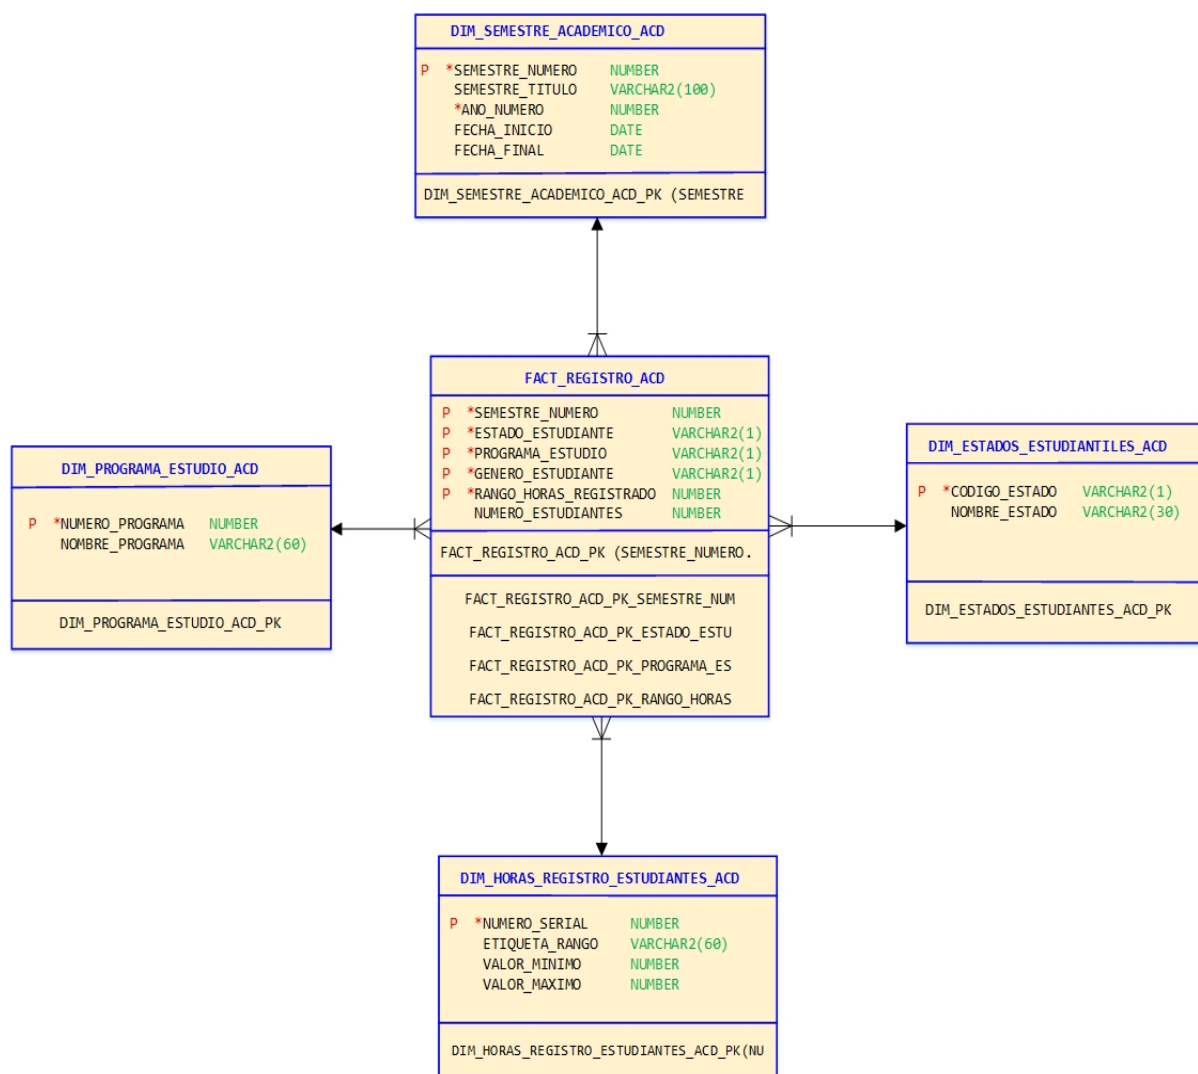 DIM_SEMESTRE_ACADEMICO_ACD
P *SEMESTRE_NUMERO NUMBER
SEMESTRE_TITULO VARCHAR2(100)
*ANO_NUMERO NUMBER
FECHA_INICIO DATE
FECHA_FINAL DATE
DIM_SEMESTRE_ACADEMICO_ACD_PK (SEMESTRE
FACT_REGISTRO_ACD
P *SEMESTRE_NUMERO NUMBER
P *ESTADO_ESTUDIANTE VARCHAR2(1)
P *PROGRAMA_ESTUDIO VARCHAR2(1)
P *GENERO_ESTUDIANTE VARCHAR2(1)
P *RANGO_HORAS_REGISTRADO NUMBER
NUMERO_ESTUDIANTES NUMBER
FACT_REGISTRO_ACD_PK (SEMESTRE_NUMERO.
FACT_REGISTRO_ACD_PK_SEMESTRE_NUM
FACT_REGISTRO_ACD_PK_ESTADO_ESTU
FACT_REGISTRO_ACD_PK_PROGRAMA_ES
FACT_REGISTRO_ACD_PK_RANGO_HORAS
DIM_PROGRAMA_ESTUDIO_ACD
P *NUMERO_PROGRAMA NUMBER
NOMBRE_PROGRAMA VARCHAR2(60)
DIM_PROGRAMA_ESTUDIO_ACD_PK
DIM_ESTADOS_ESTUDIANTILES_ACD
P *CODIGO_ESTADO VARCHAR2(1)
NOMBRE_ESTADO VARCHAR2(30)
DIM_ESTADOS_ESTUDIANTES_ACD_PK
DIM_HORAS_REGISTRO_ESTUDIANTES_ACD
P *NUMERO_SERIAL NUMBER
ETIQUETA_RANGO VARCHAR2(60)
VALOR_MINIMO NUMBER
VALOR_MAXIMO NUMBER
DIM_HORAS_REGISTRO_ESTUDIANTES_ACD_PK(NU